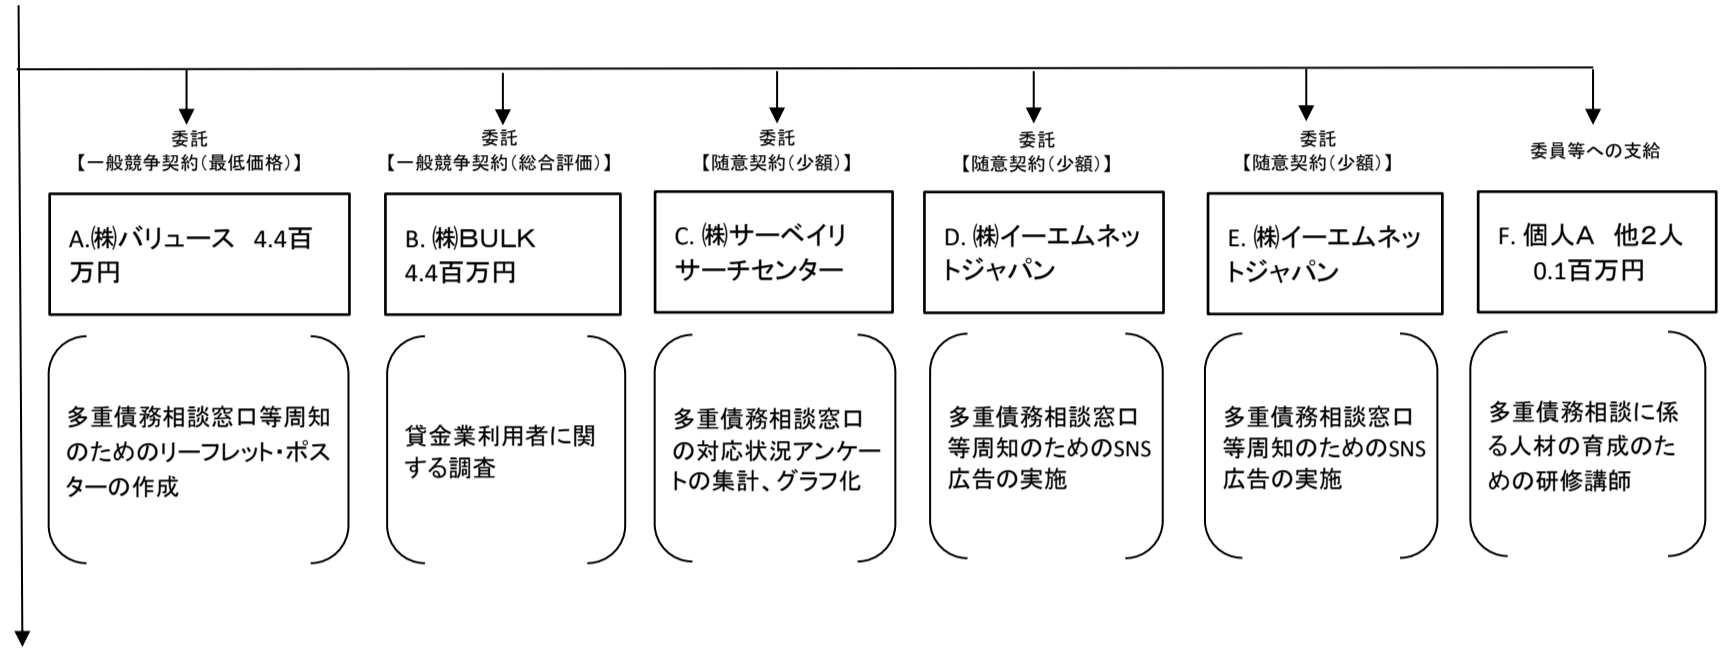 委託
【一般競争契約(最低価格)】
A.㈱バリュース　4.4百
万円
多重債務相談窓口等周知
のためのリーフレット・ポス
ターの作成
委託
【一般競争契約(総合評価)】
B. ㈱BULK
4.4百万円
貸金業利用者に関
する調査
委託
【随意契約(少額)】
C. ㈱サーベイリ
サーチセンター
多重債務相談窓口
の対応状況アンケー
トの集計、グラフ化
委託
【随意契約(少額)】
D. ㈱イーエムネッ
トジャパン
多重債務相談窓口
等周知のためのSNS
広告の実施
委託
【随意契約(少額)】
E. ㈱イーエムネッ
トジャパン
多重債務相談窓口
等周知のためのSNS
広告の実施
委員等への支給
F. 個人A　他2人
0.1百万円
多重債務相談に係
る人材の育成のた
めの研修講師